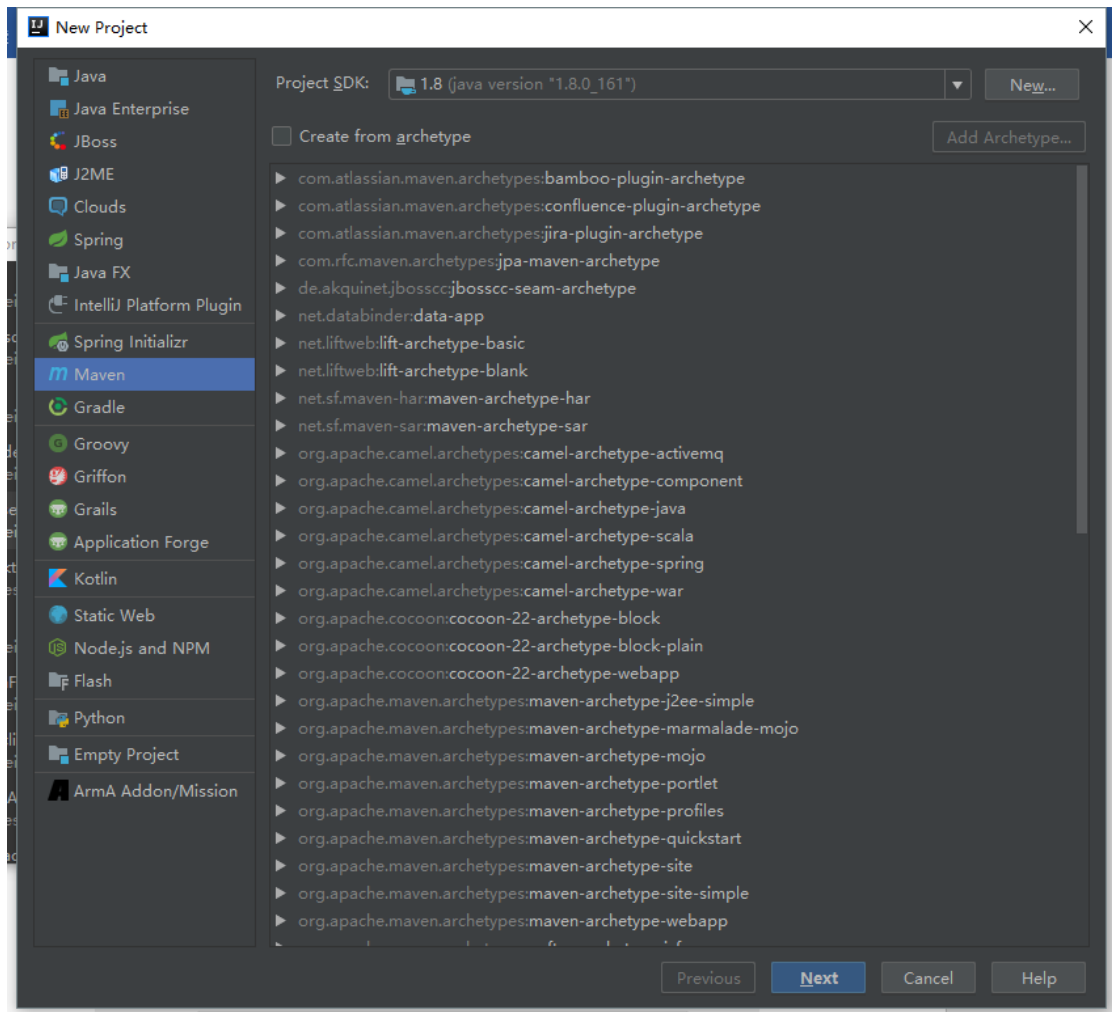 New Project
Java
Java Enterprise
JBoss
J2ME
Clouds
Spring
Java FX
IntelliJ Platform Plugin
Spring Initializr
Maven
Gradle
Groovy
Griffon
Grails
Application Forge
Kotlin
Static Web
Node.js and NPM
Flash
Python
Empty Project
ArmA Addon/Mission
Project SDK: 1.8 (java version "1.8.0_161") New...
Create from archetype Add Archetype...
com.atlassian.maven.archetypes:bamboo-plugin-archetype
com.atlassian.maven.archetypes:confluence-plugin-archetype
com.atlassian.maven.archetypes:jira-plugin-archetype
com.rfc.maven.archetypes:jpa-maven-archetype
de.akquinet.jbosscc:jbosscc-seam-archetype
net.databinder:data-app
net.liftweb:lift-archetype-basic
net.liftweb:lift-archetype-blank
net.sf.maven-har:maven-archetype-har
net.sf.maven-sar:maven-archetype-sar
org.apache.camel.archetypes:camel-archetype-activemq
org.apache.camel.archetypes:camel-archetype-component
org.apache.camel.archetypes:camel-archetype-java
org.apache.camel.archetypes:camel-archetype-scala
org.apache.camel.archetypes:camel-archetype-spring
org.apache.camel.archetypes:camel-archetype-war
org.apache.cocoon:cocoon-22-archetype-block
org.apache.cocoon:cocoon-22-archetype-block-plain
org.apache.cocoon:cocoon-22-archetype-webapp
org.apache.maven.archetypes:maven-archetype-j2ee-simple
org.apache.maven.archetypes:maven-archetype-marmalade-mojo
org.apache.maven.archetypes:maven-archetype-mojo
org.apache.maven.archetypes:maven-archetype-portlet
org.apache.maven.archetypes:maven-archetype-profiles
org.apache.maven.archetypes:maven-archetype-quickstart
org.apache.maven.archetypes:maven-archetype-site
org.apache.maven.archetypes:maven-archetype-site-simple
org.apache.maven.archetypes:maven-archetype-webapp
Previous Next Cancel Help